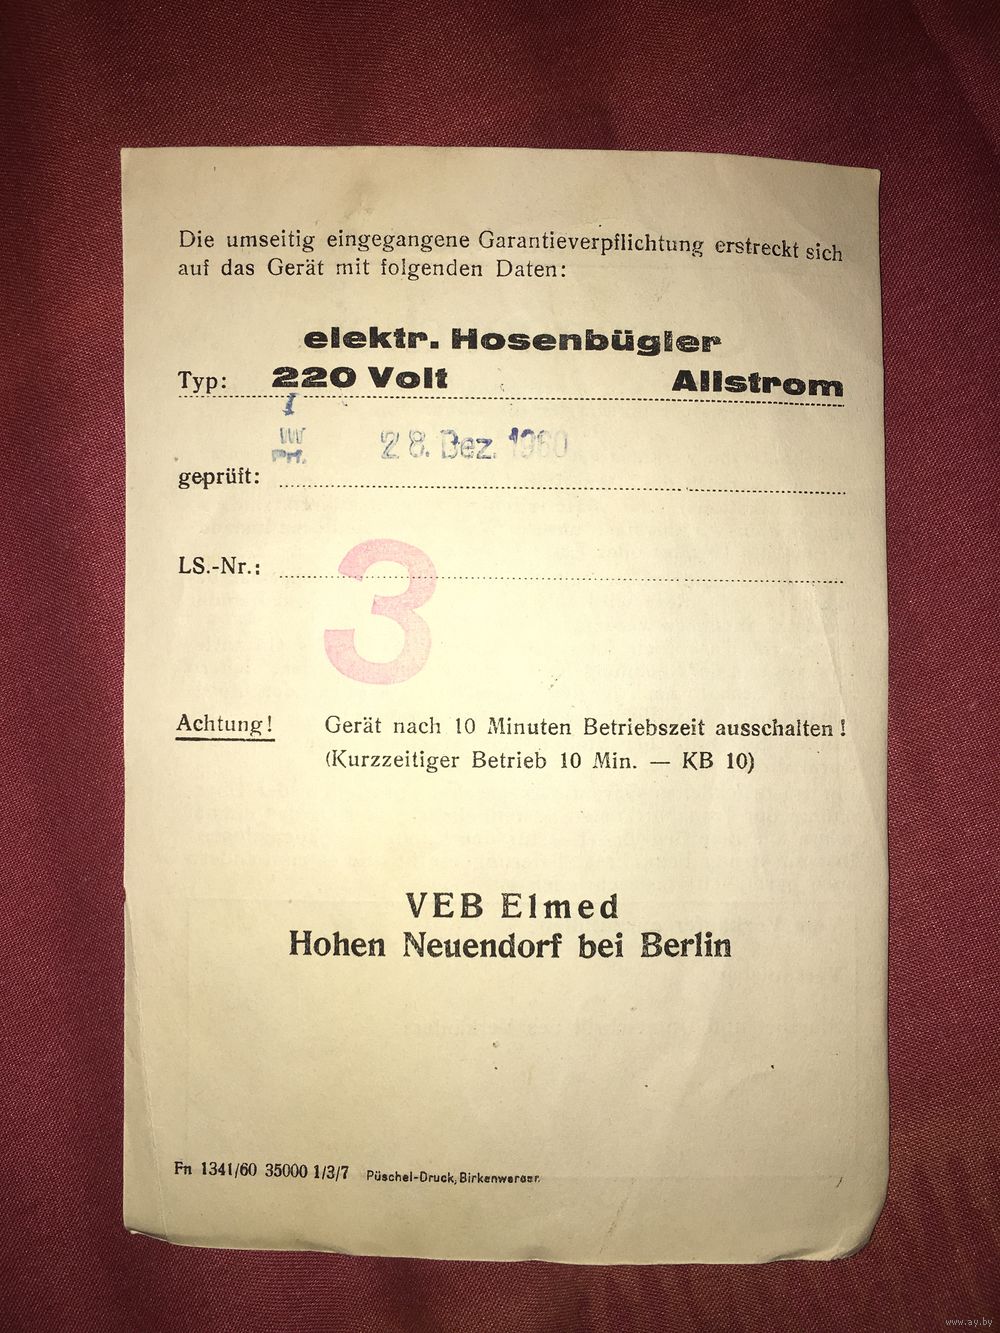 Die umseitig eingegangene Garantieverpflichtung erstreckt sich
auf das Gerät mit folgenden Daten:
elektr. Hosenbügler
Typ: 220 Volt Allstrom
I
W 28. Dez. 1960
Prf.
geprüft:
LS.-Nr.:
3
Achtung! Gerät nach 10 Minuten Betriebszeit ausschalten!
(Kurzzeitiger Betrieb 10 Min. — KB 10)
VEB Elmed
Hohen Neuendorf bei Berlin
Fn 1341/60 35000 1/3/7 Püschel-Druck, Birkenwerder.
www.ay.by